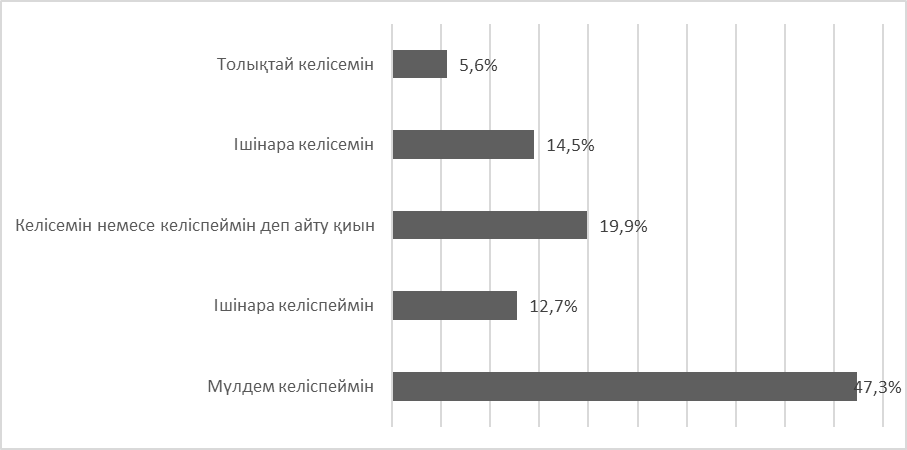 Толықтай келісемін 5,6%
Ішінара келісемін 14,5%
Келісемін немесе келіспеймін деп айту қиын 19,9%
Ішінара келіспеймін 12,7%
Мүлдем келіспеймін 47,3%